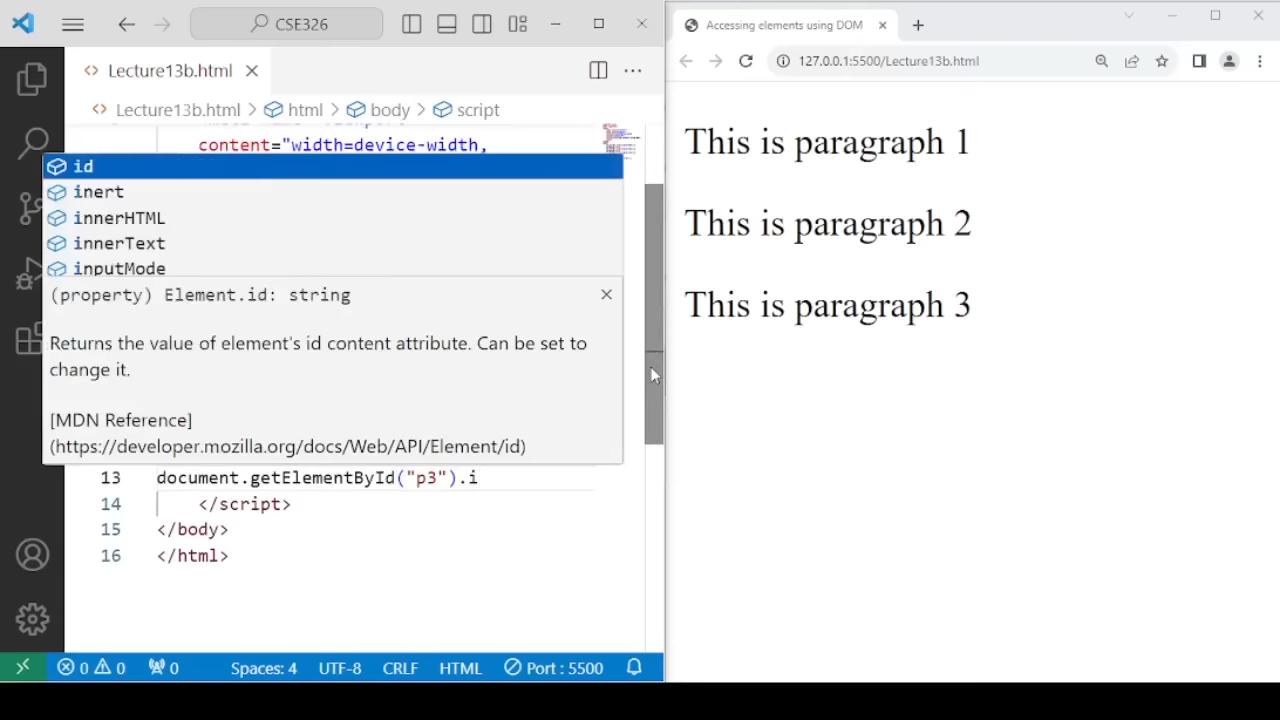 CSE326
Lecture13b.html
Lecture13b.html > html > body > script
content="width=device-width,
id
inert
innerHTML
innerText
inputMode
(property) Element.id: string
Returns the value of element's id content attribute. Can be set to
change it.
[MDN Reference]
(https://developer.mozilla.org/docs/Web/API/Element/id)
13 document.getElementById("p3").i
14 </script>
15 </body>
16 </html>
0 0 0 Spaces: 4 UTF-8 CRLF HTML Port : 5500
Accessing elements using DOM
127.0.0.1:5500/Lecture13b.html
This is paragraph 1
This is paragraph 2
This is paragraph 3